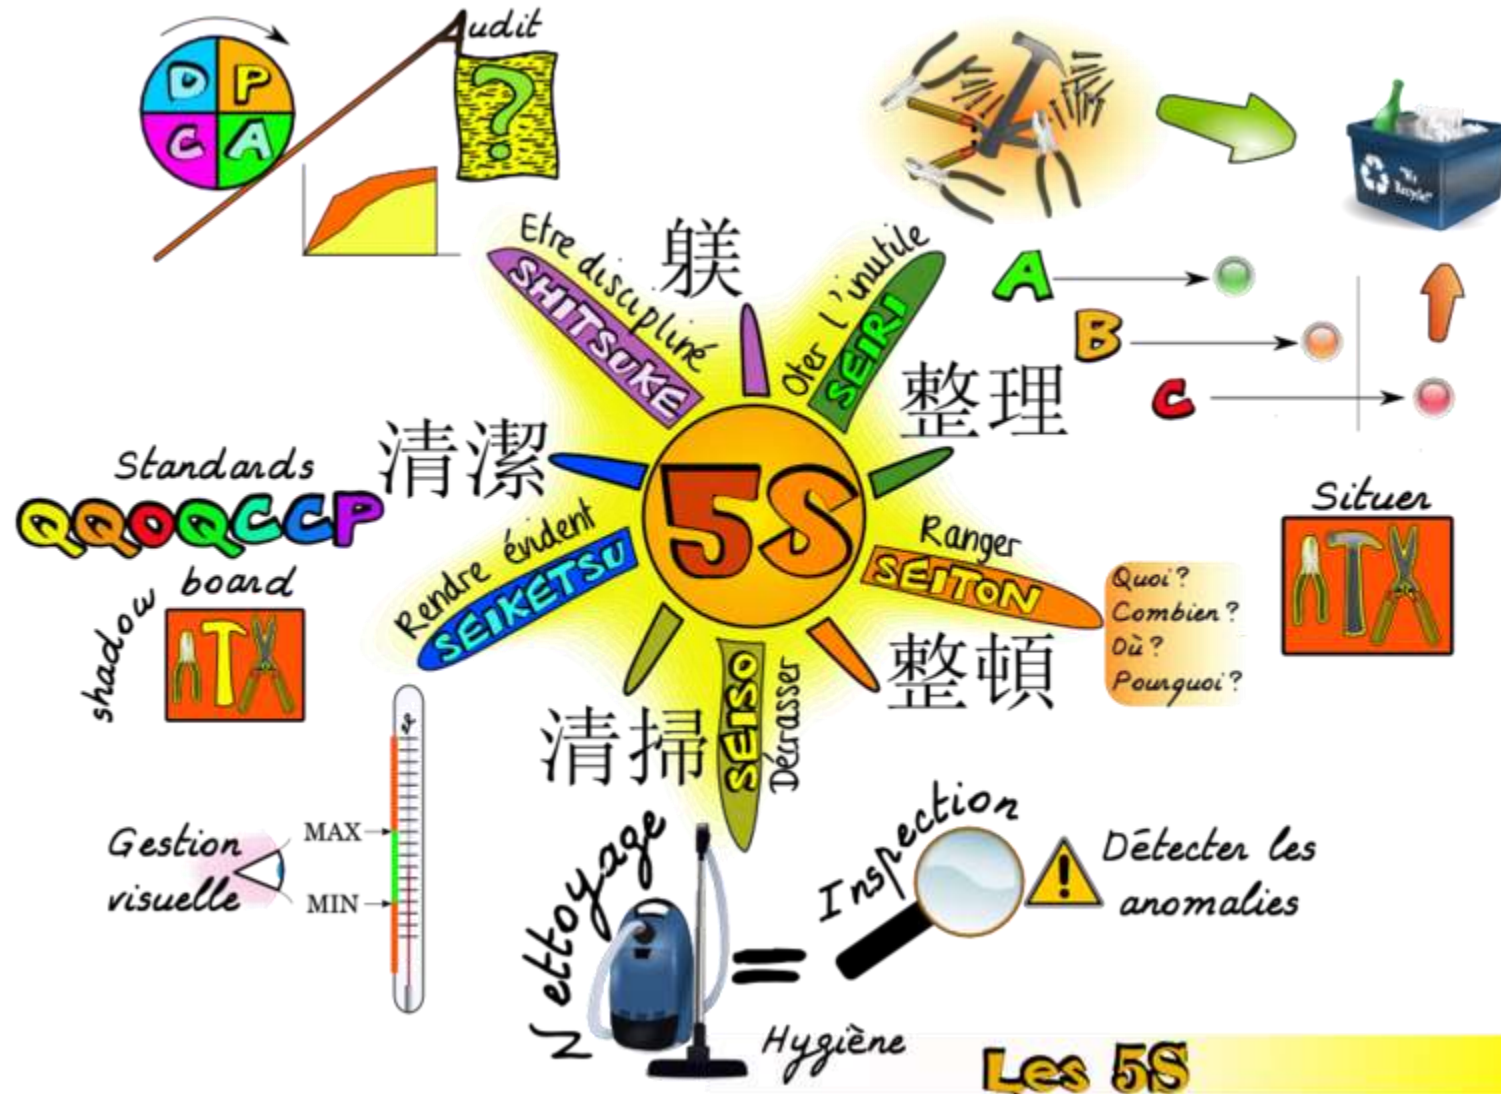 Audit
D P
C A
?
"We
Recycle!"
Etre discipliné
SHITSUKE
躾
Oter l'inutile
SEIRI
整理
A
B
C
清潔
Standards
QQOQCCP
Rendre évident
SEIKETSU
5S
Ranger
SEITON
整頓
Quoi?
Combien?
Où?
Pourquoi?
Situer
shadow
board
清掃
SEISO
Décrasser
Gestion
visuelle
MAX
MIN
Nettoyage
=
Inspection
!
Détecter les
anomalies
Hygiène
Les 5S